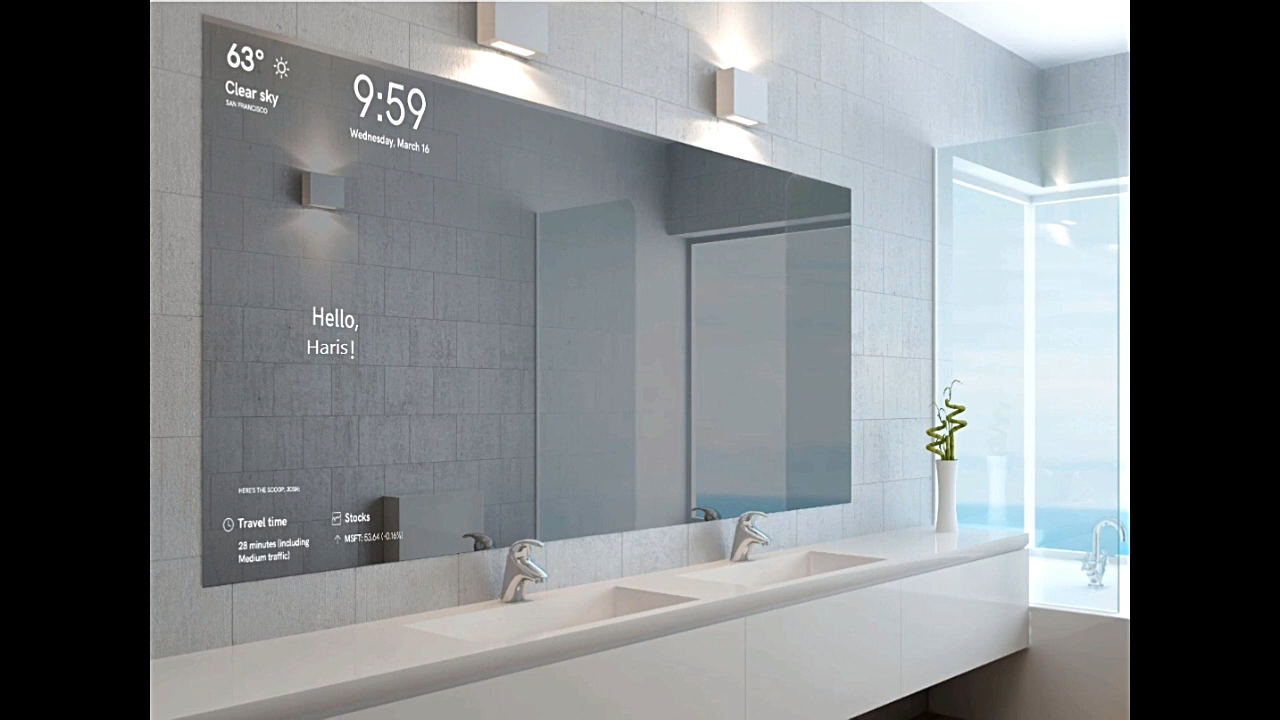 63°
Clear sky
SAN FRANCISCO
9:59
Wednesday, March 16
Hello,
Haris!
HERE'S THE SCOOP, JOSH:
Travel time
28 minutes (including
Medium traffic)
Stocks
↑ MSFT: 53.64 (-0.16%)